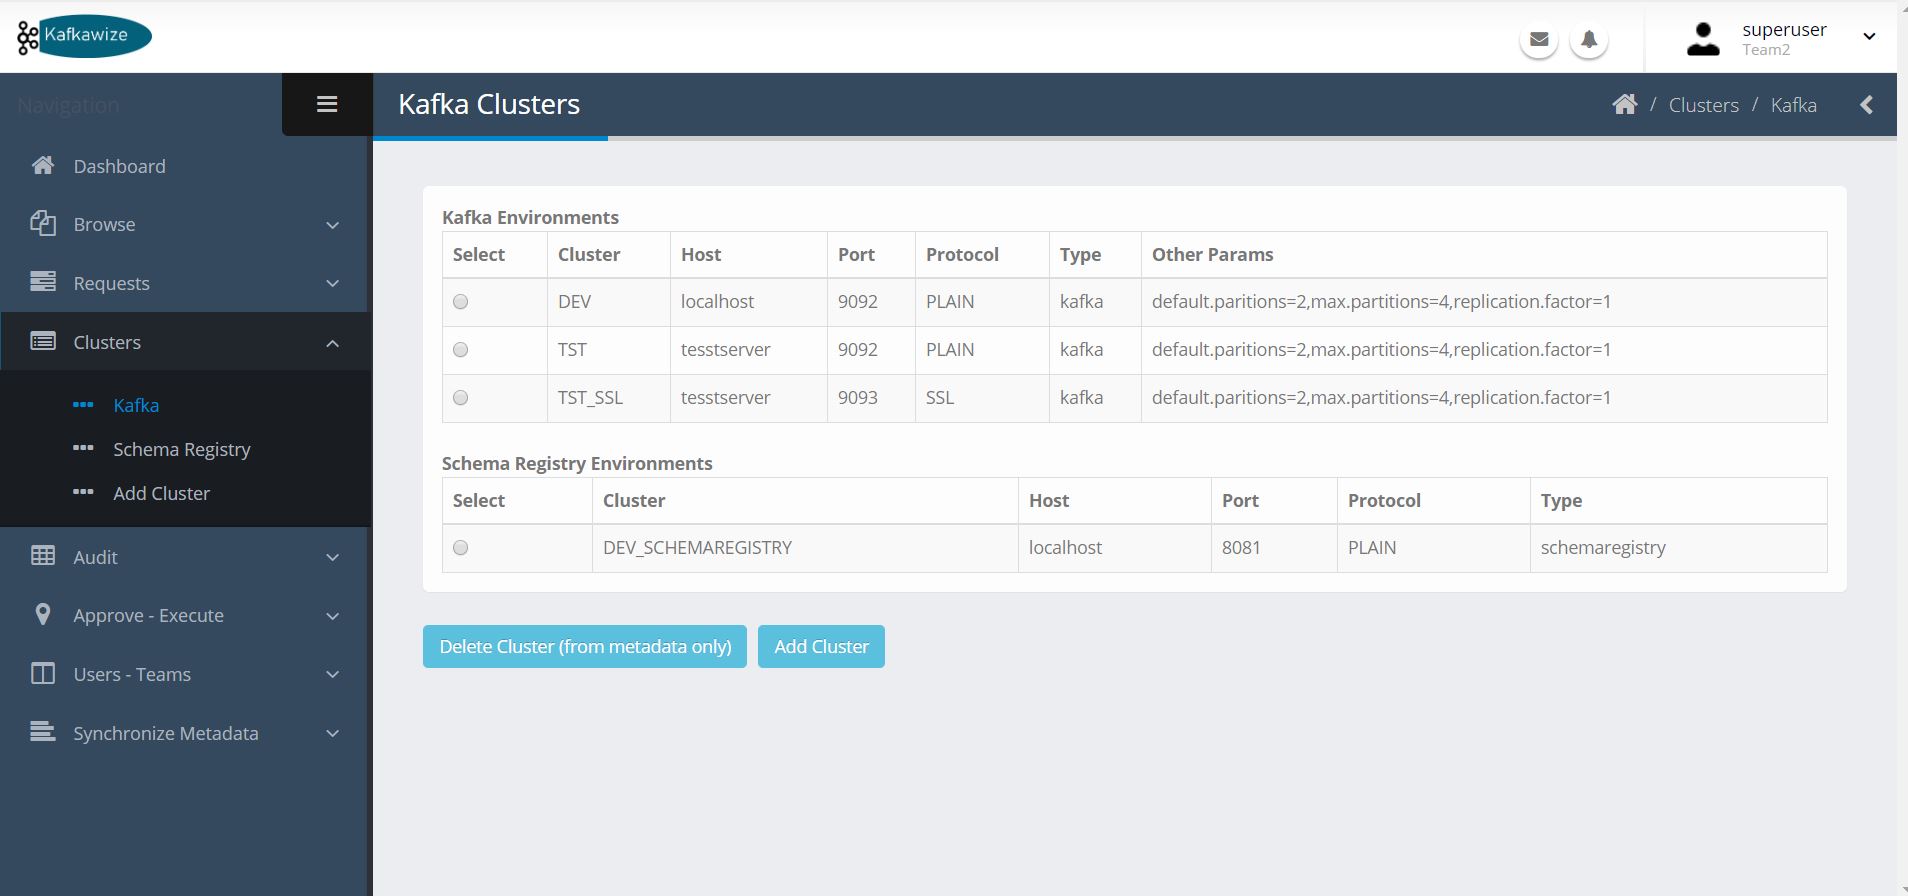 Kafkawize
superuser
Team2
Navigation
Kafka Clusters
/ Clusters / Kafka
Dashboard
Browse
Requests
Clusters
Kafka
Schema Registry
Add Cluster
Audit
Approve - Execute
Users - Teams
Synchronize Metadata
Kafka Environments
Select Cluster Host Port Protocol Type Other Params
DEV localhost 9092 PLAIN kafka default.paritions=2,max.partitions=4,replication.factor=1
TST tesstserver 9092 PLAIN kafka default.paritions=2,max.partitions=4,replication.factor=1
TST_SSL tesstserver 9093 SSL kafka default.paritions=2,max.partitions=4,replication.factor=1
Schema Registry Environments
Select Cluster Host Port Protocol Type
DEV_SCHEMAREGISTRY localhost 8081 PLAIN schemaregistry
Delete Cluster (from metadata only) Add Cluster